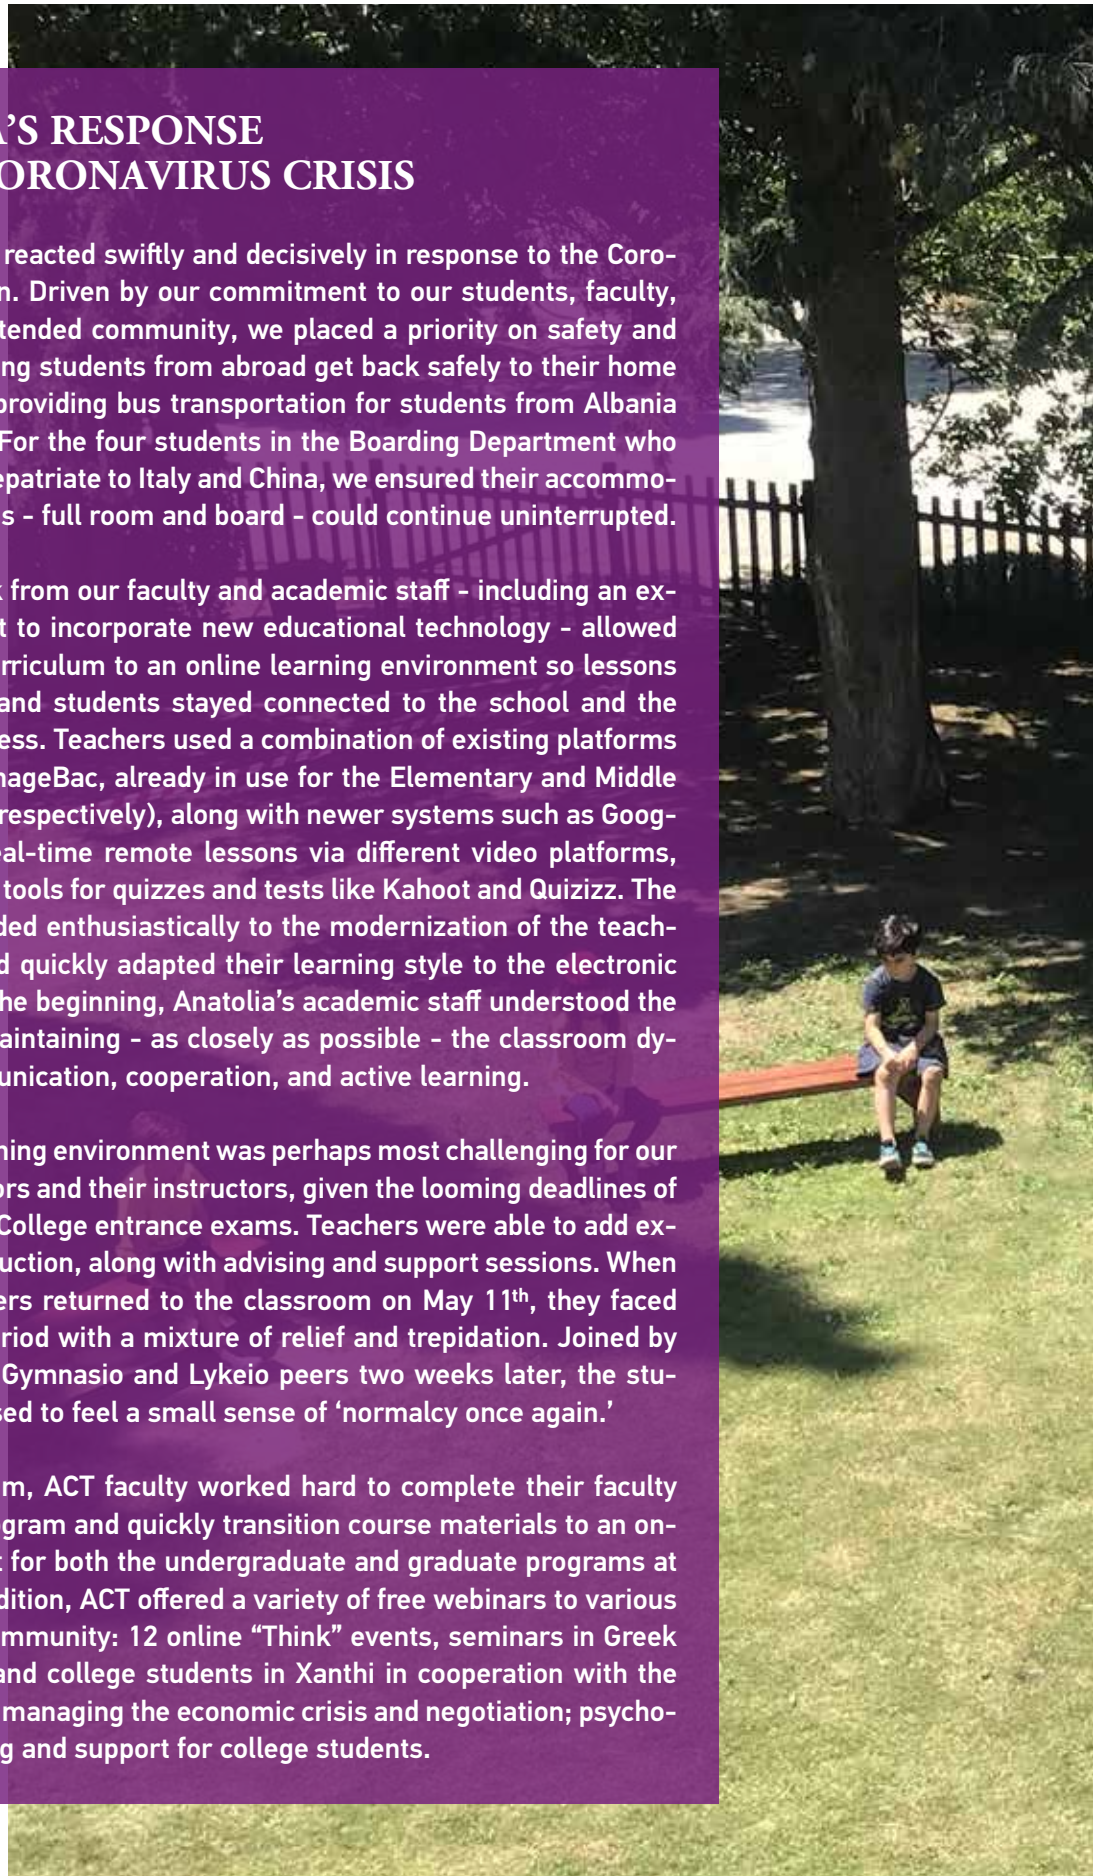 ’S RESPONSE
ORONAVIRUS CRISIS
reacted swiftly and decisively in response to the Coro-
n. Driven by our commitment to our students, faculty,
tended community, we placed a priority on safety and
ng students from abroad get back safely to their home
providing bus transportation for students from Albania
For the four students in the Boarding Department who
epatriate to Italy and China, we ensured their accommo-
s - full room and board - could continue uninterrupted.
from our faculty and academic staff - including an ex-
t to incorporate new educational technology - allowed
rriculum to an online learning environment so lessons
and students stayed connected to the school and the
ess. Teachers used a combination of existing platforms
nageBac, already in use for the Elementary and Middle
respectively), along with newer systems such as Goog-
eal-time remote lessons via different video platforms,
tools for quizzes and tests like Kahoot and Quizizz. The
ded enthusiastically to the modernization of the teach-
d quickly adapted their learning style to the electronic
he beginning, Anatolia’s academic staff understood the
aintaining - as closely as possible - the classroom dy-
unication, cooperation, and active learning.
ning environment was perhaps most challenging for our
ors and their instructors, given the looming deadlines of
College entrance exams. Teachers were able to add ex-
uction, along with advising and support sessions. When
ers returned to the classroom on May 11th, they faced
riod with a mixture of relief and trepidation. Joined by
Gymnasio and Lykeio peers two weeks later, the stu-
sed to feel a small sense of ‘normalcy once again.’
m, ACT faculty worked hard to complete their faculty
gram and quickly transition course materials to an on-
t for both the undergraduate and graduate programs at
dition, ACT offered a variety of free webinars to various
mmunity: 12 online “Think” events, seminars in Greek
and college students in Xanthi in cooperation with the
managing the economic crisis and negotiation; psycho-
g and support for college students.